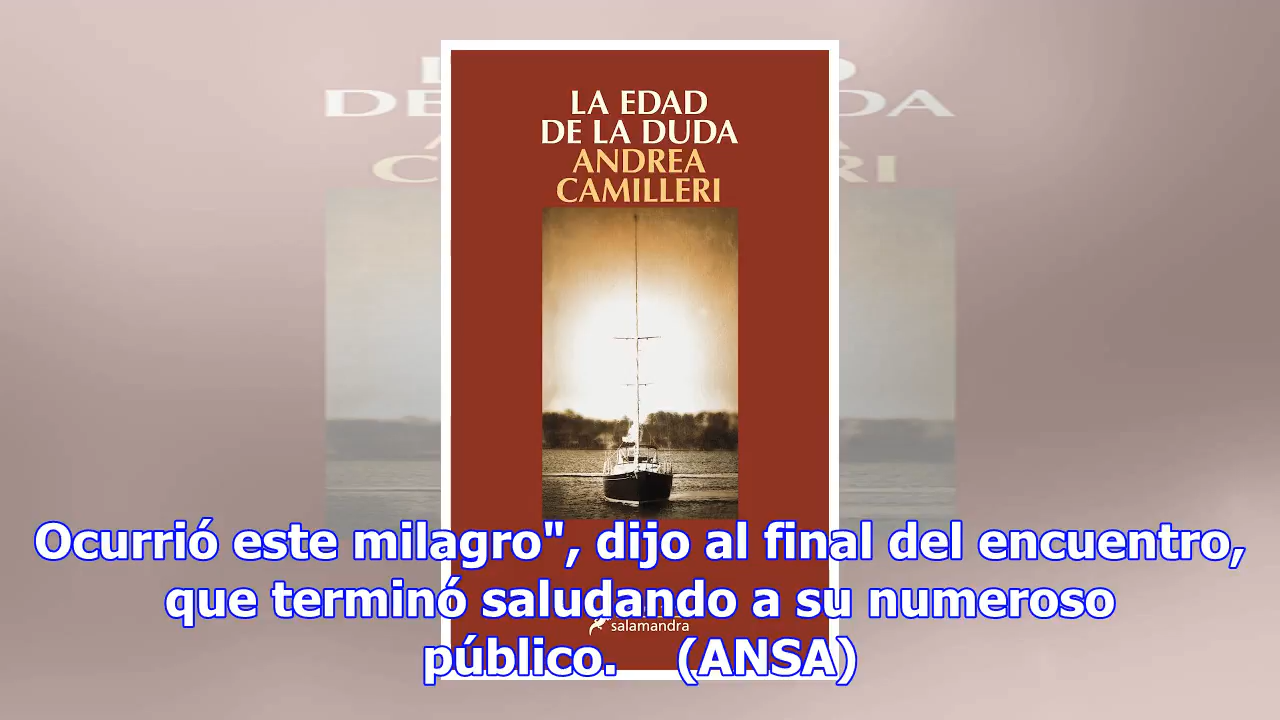 LA EDAD
DE LA DUDA
ANDREA
CAMILLERI
Ocurrió este milagro", dijo al final del encuentro,
que terminó saludando a su numeroso
salamandra
público. (ANSA)